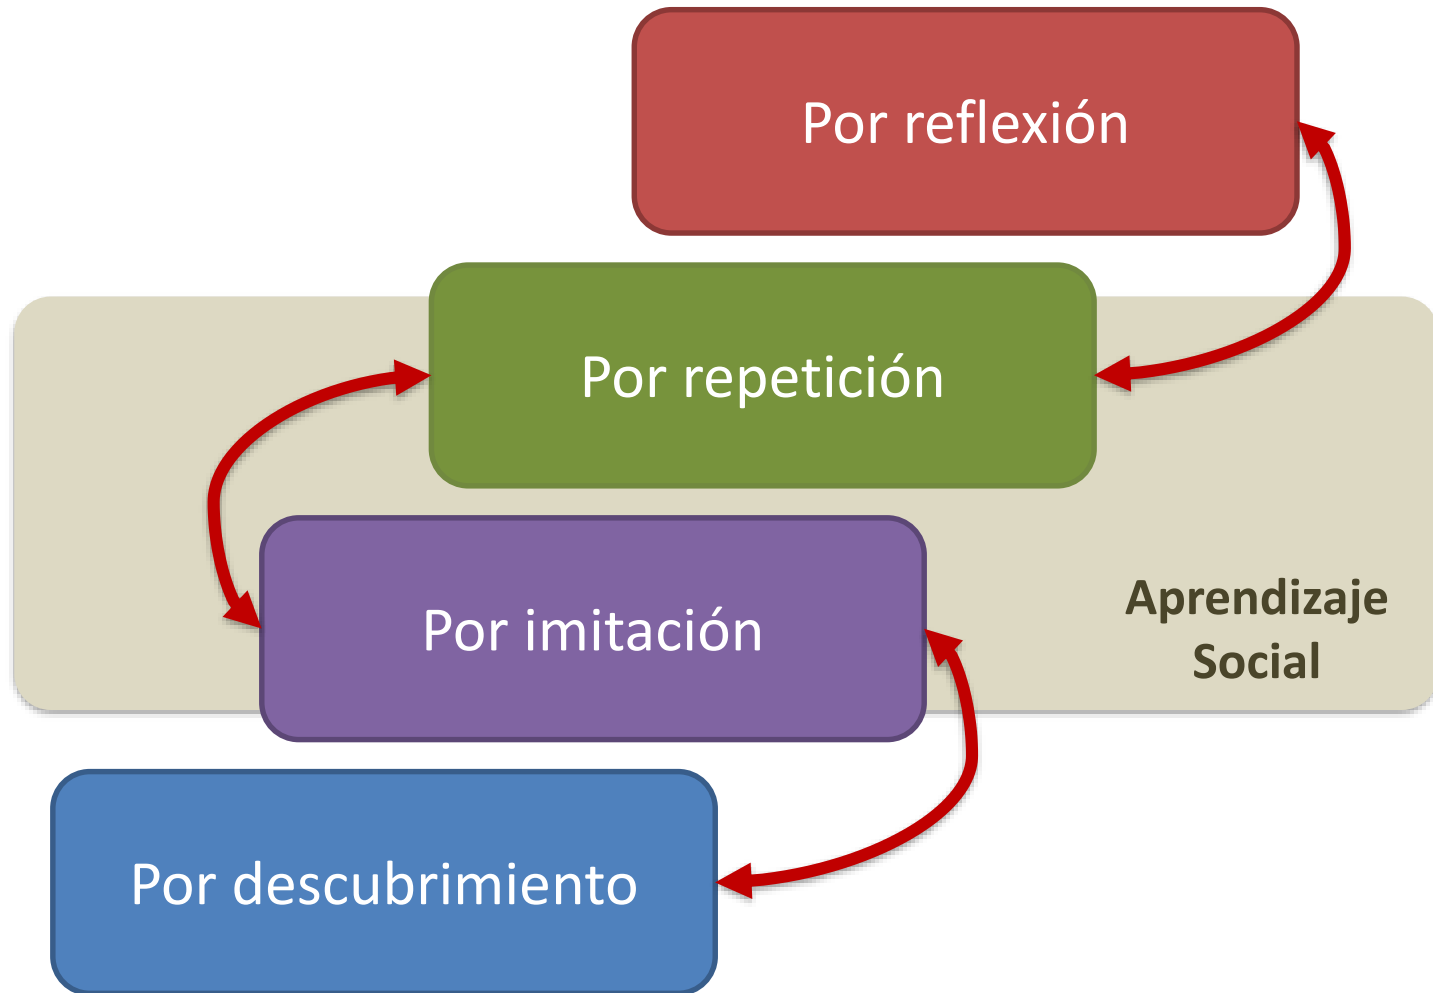 Por reflexión
Por repetición
Por imitación
Aprendizaje
Social
Por descubrimiento